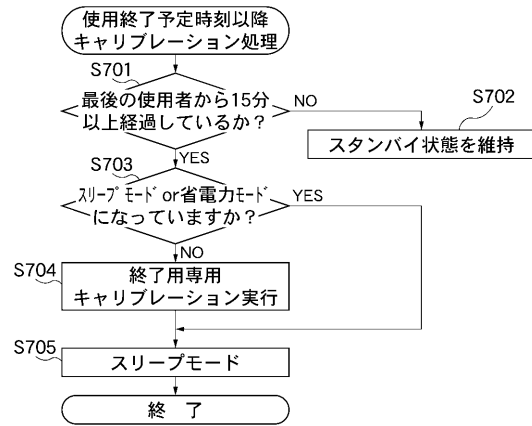 使用終了予定時刻以降
キャリブレーション処理
S701
最後の使用者から15分
以上経過しているか？
NO
S702
スタンバイ状態を維持
YES
S703
ｽﾘｰﾌﾟﾓｰﾄﾞor省電力ﾓｰﾄﾞ
になっていますか？
YES
NO
S704
終了用専用
キャリブレーション実行
S705
スリープモード
終　了